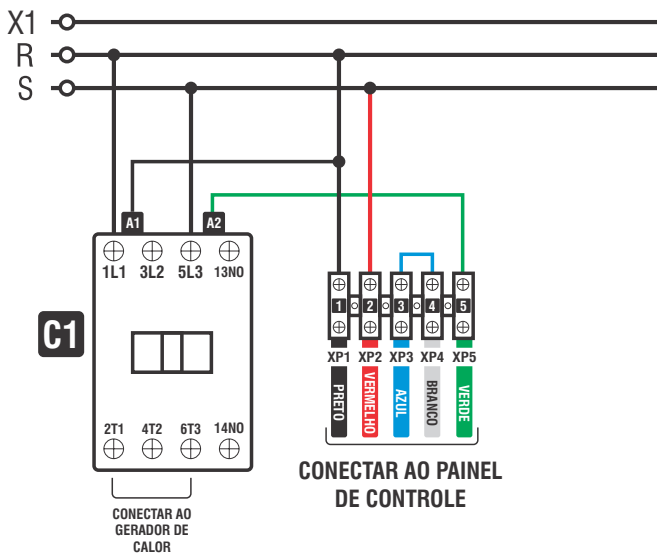 X1
R
S
A1 A2
1L1 3L2 5L3 13NO
C1
2T1 4T2 6T3 14NO
CONECTAR AO
GERADOR DE
CALOR
1 2 3 4 5
XP1 XP2 XP3 XP4 XP5
PRETO VERMELHO AZUL BRANCO VERDE
CONECTAR AO PAINEL
DE CONTROLE